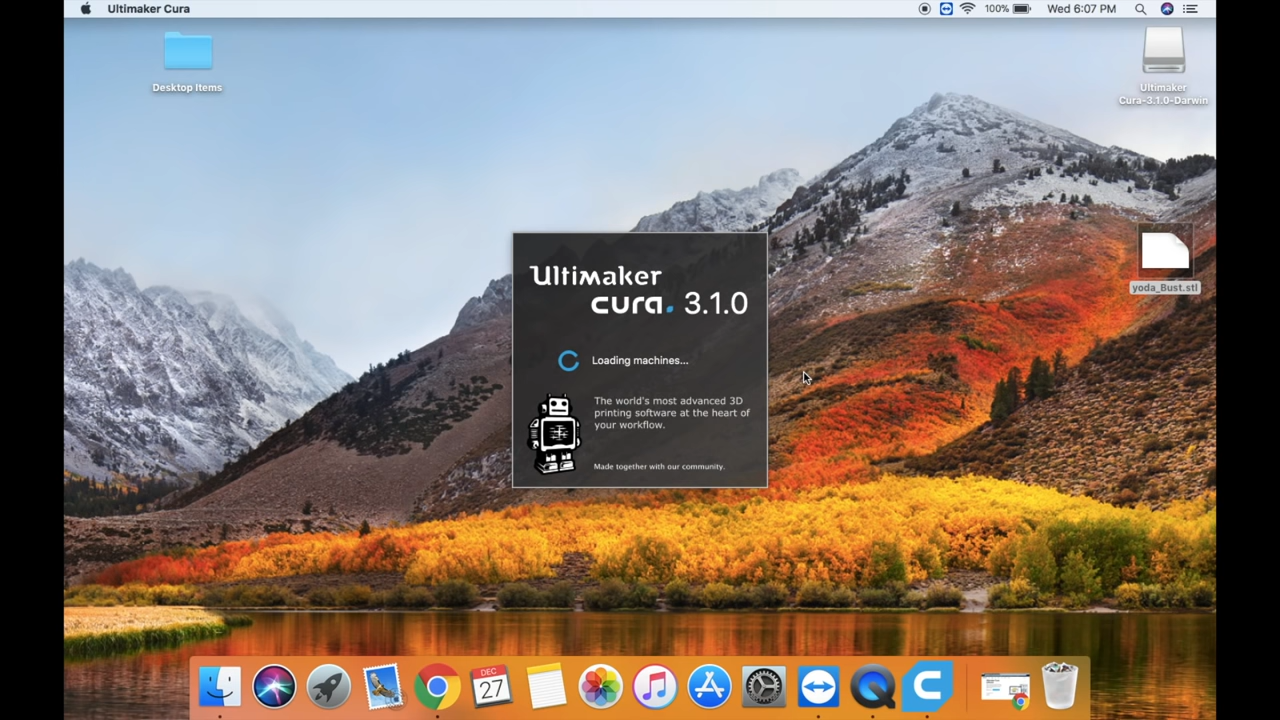 Ultimaker Cura
100%
Wed 6:07 PM
Desktop Items
Ultimaker
Cura-3.1.0-Darwin
yoda_Bust.stl
Ultimaker
cura. 3.1.0
Loading machines...
The world's most advanced 3D
printing software at the heart of
your workflow.
Made together with our community.
DEC
27